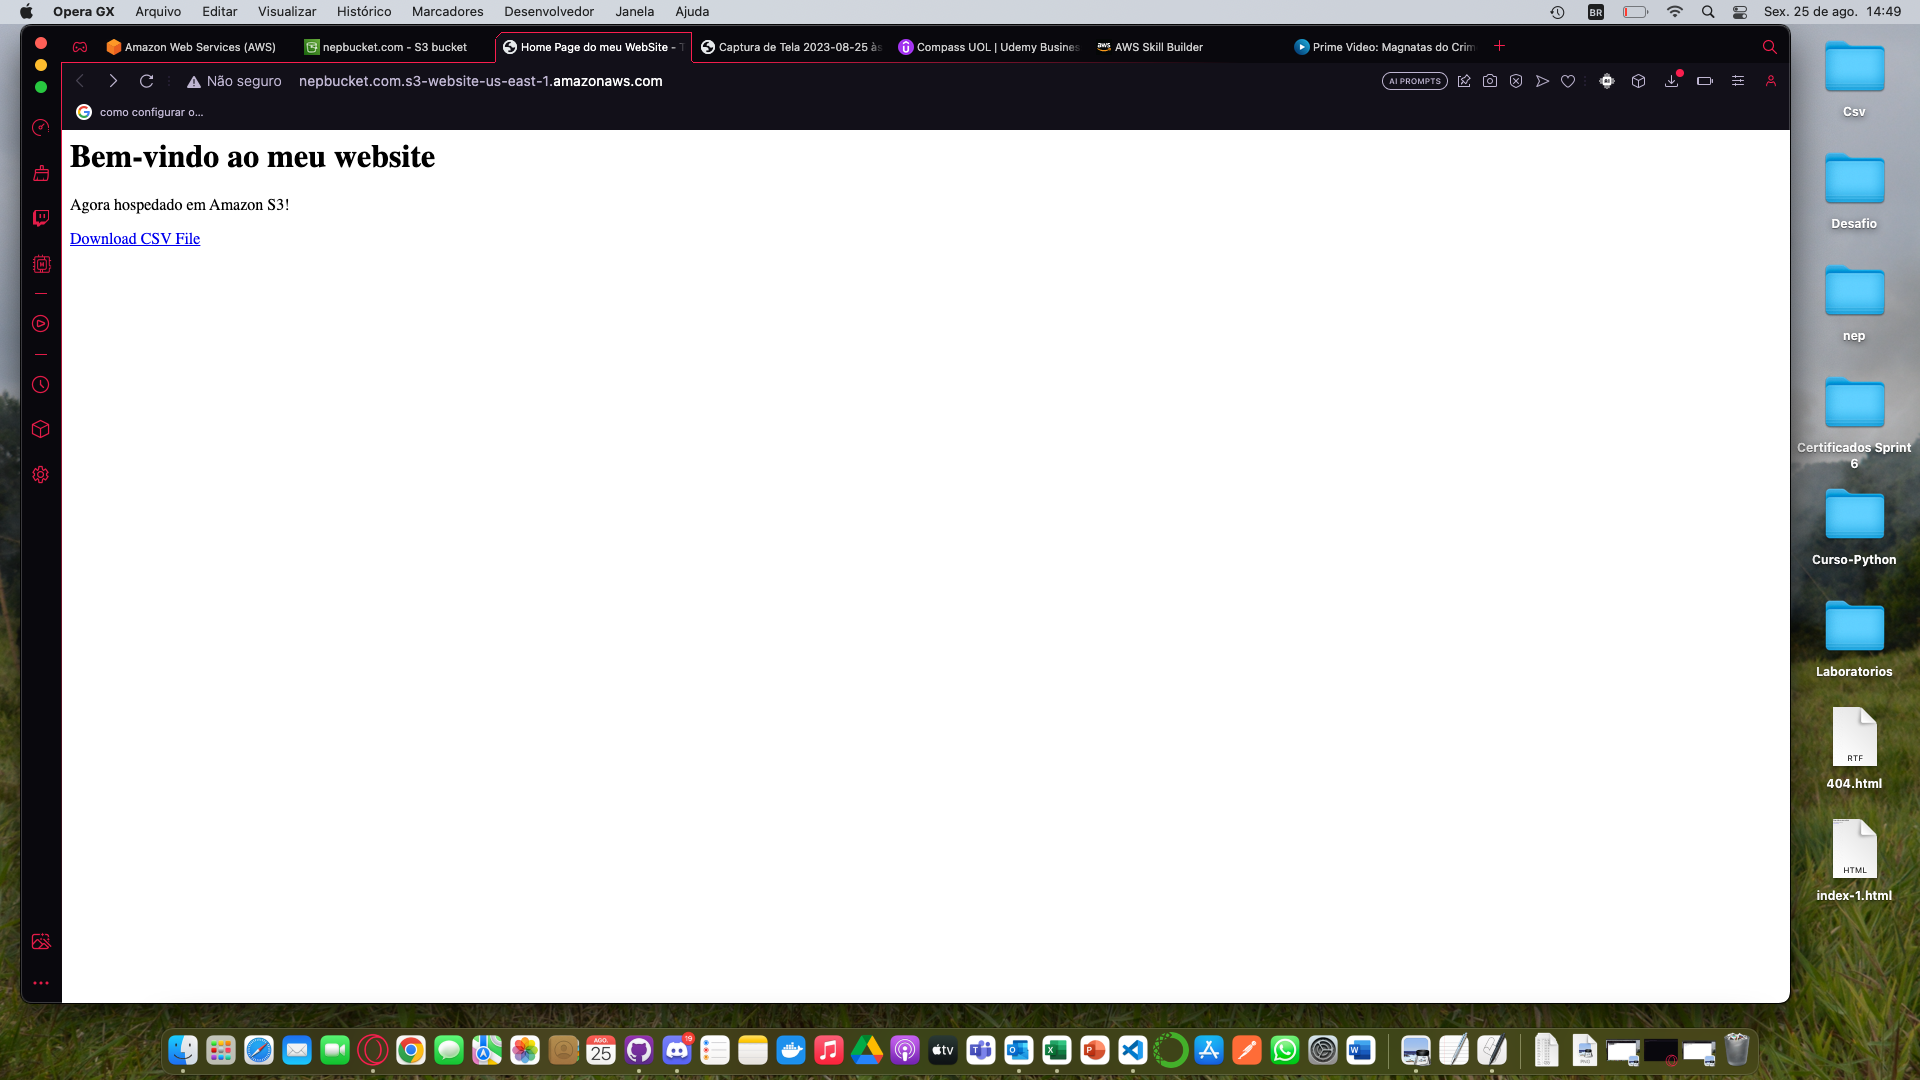 Opera GX Arquivo Editar Visualizar Histórico Marcadores Desenvolvedor Janela Ajuda BR Sex. 25 de ago. 14:49
Amazon Web Services (AWS) nepbucket.com - S3 bucket Home Page do meu WebSite - T Captura de Tela 2023-08-25 às Compass UOL | Udemy Busines aws AWS Skill Builder Prime Video: Magnatas do Crim
Não seguro nepbucket.com.s3-website-us-east-1.amazonaws.com AI PROMPTS
como configurar o...
Bem-vindo ao meu website
Agora hospedado em Amazon S3!
Download CSV File
Csv
Desafio
nep
Certificados Sprint
6
Curso-Python
Laboratorios
RTF
404.html
HTML
index-1.html
AGO.
25
19
tv